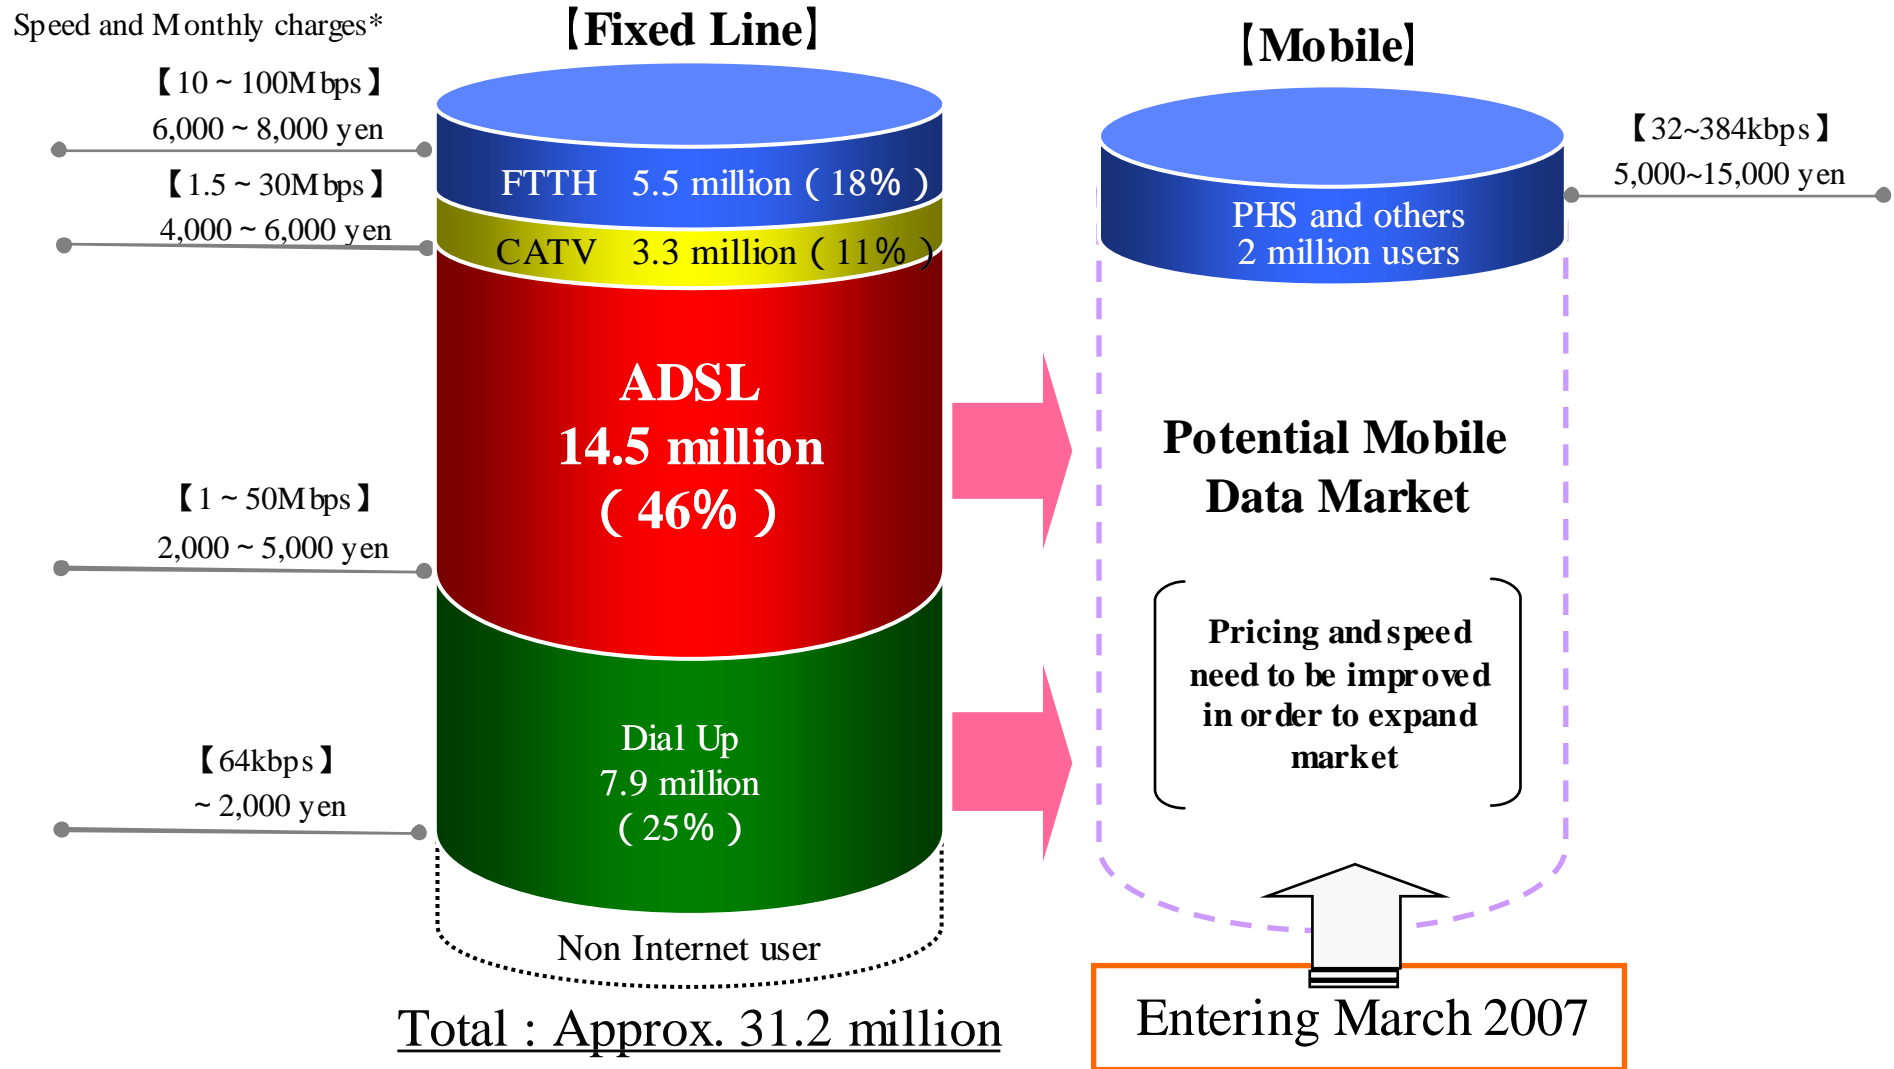 Speed and Monthly charges*
【Fixed Line】
【Mobile】
【10~100Mbps】
6,000~8,000 yen
【1.5~30Mbps】
4,000~6,000 yen
【1~50Mbps】
2,000~5,000 yen
【64kbps】
~2,000 yen
FTTH 5.5 million(18%)
CATV 3.3 million(11%)
ADSL
14.5 million
(46%)
Dial Up
7.9 million
(25%)
Non Internet user
Total : Approx. 31.2 million
【32~384kbps】
5,000~15,000 yen
PHS and others
2 million users
Potential Mobile
Data Market
Pricing and speed
need to be improved
in order to expand
market
Entering March 2007